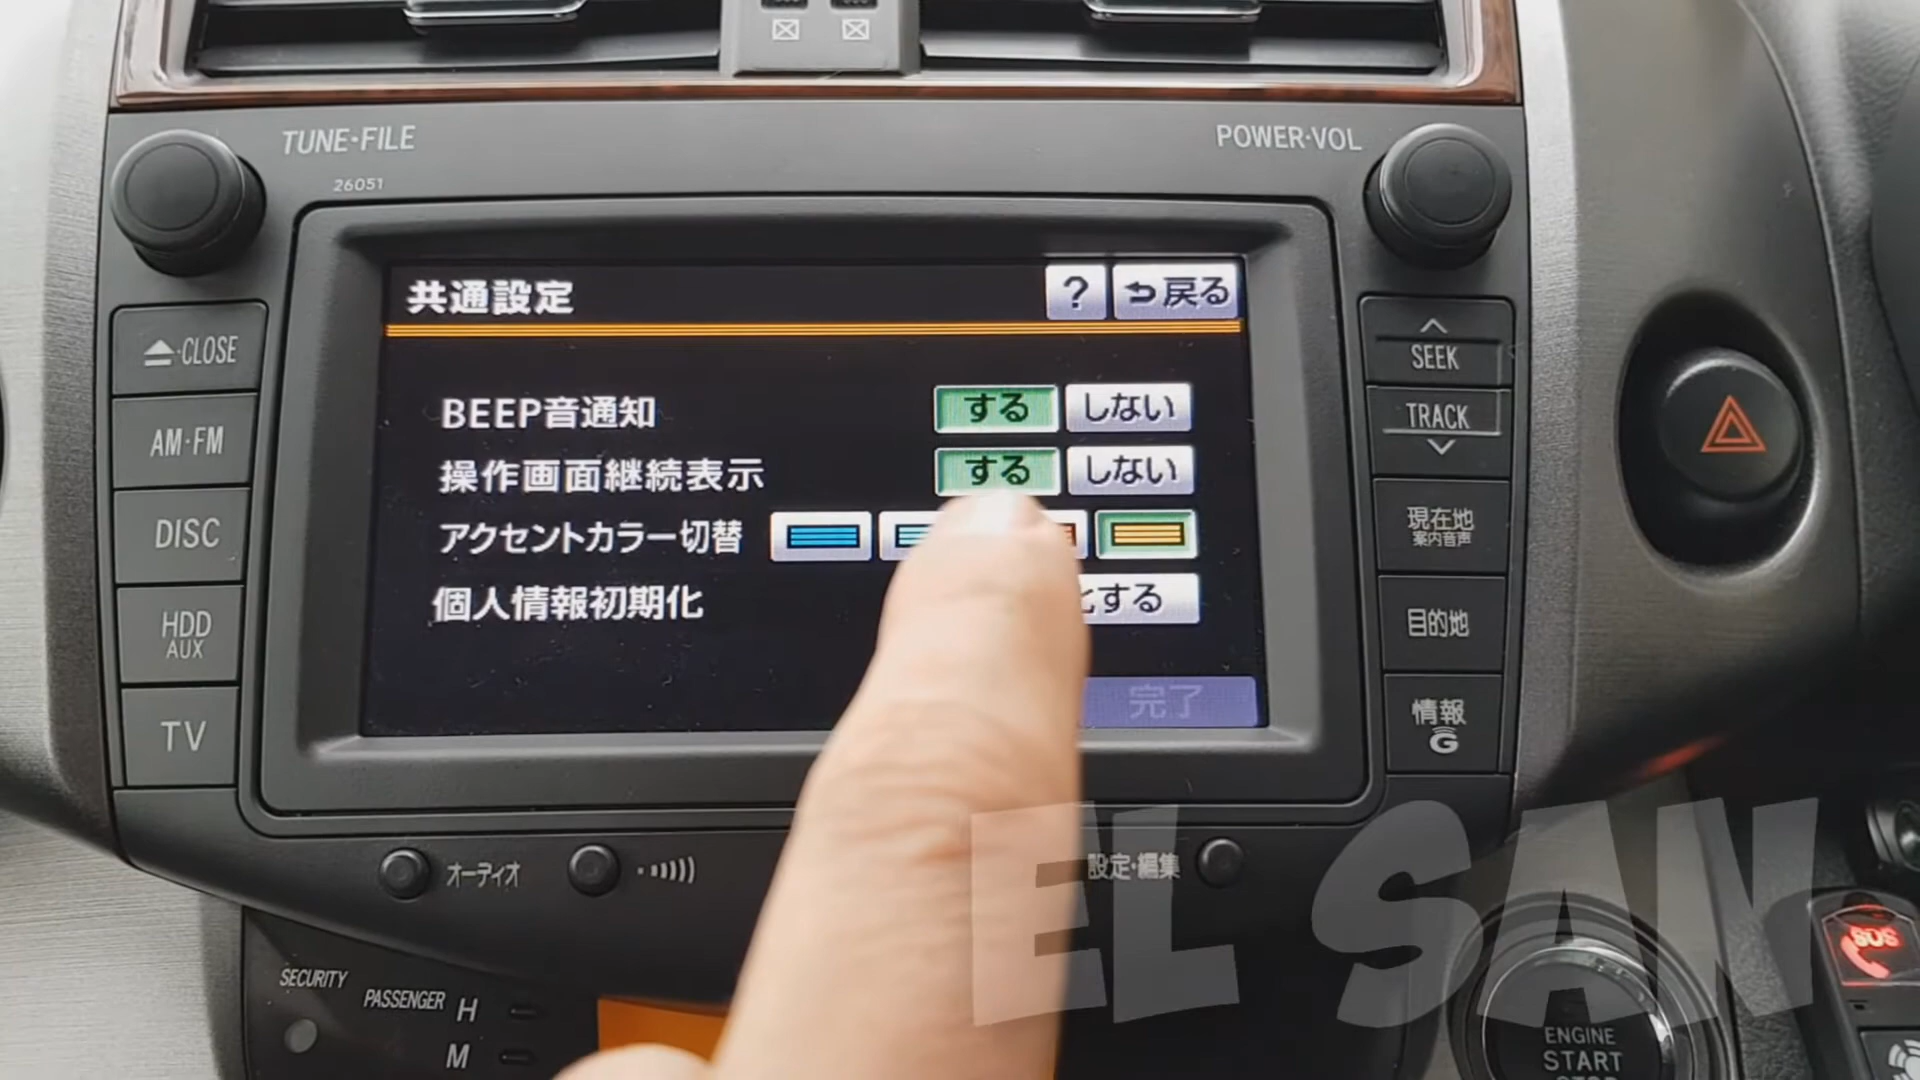 TUNE・FILE
POWER・VOL
26051
共通設定
?
戻る
・CLOSE
SEEK
BEEP音通知
する
しない
AM・FM
TRACK
操作画面継続表示
する
しない
DISC
アクセントカラー切替
現在地
案内音声
個人情報初期化
する
HDD
AUX
目的地
完了
TV
情報
G
オーディオ
設定・編集
EL SAN
SOS
SECURITY
PASSENGER
H
M
ENGINE
START